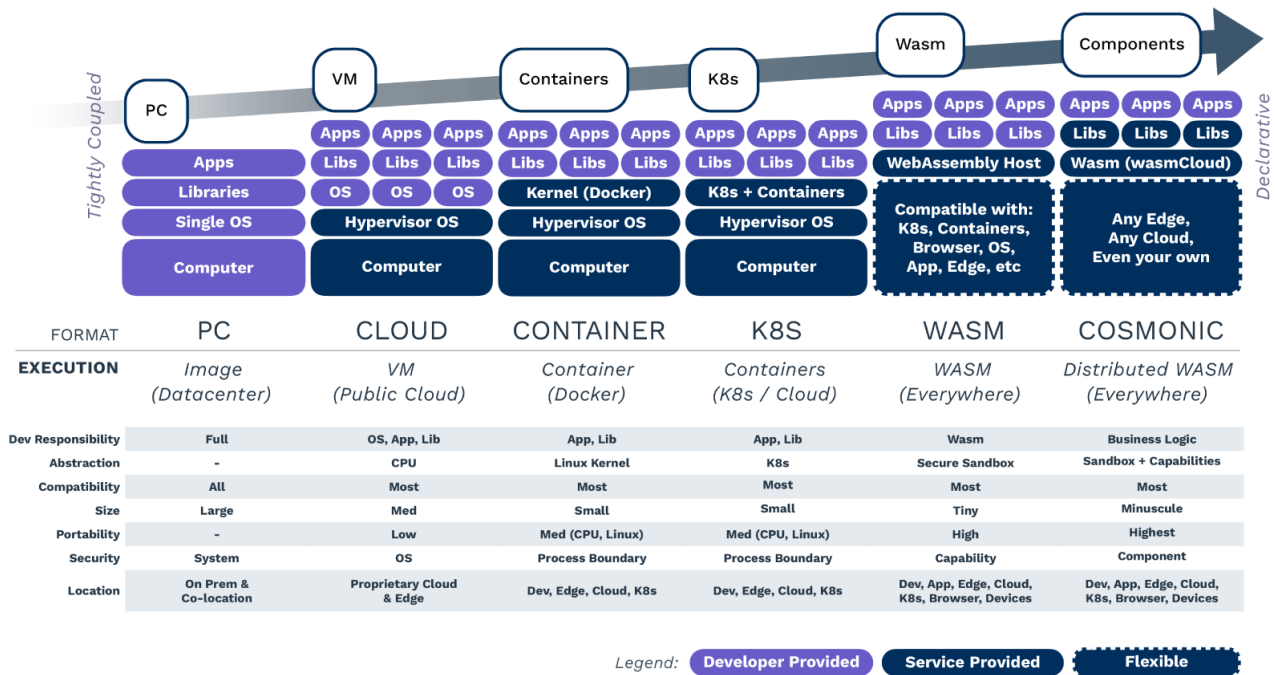 Wasm
Components
VM
Containers
K8s
PC
Tightly Coupled
Declarative
Apps
Libraries
Single OS
Computer
Apps Apps Apps
Libs Libs Libs
OS OS OS
Hypervisor OS
Computer
Apps Apps Apps
Libs Libs Libs
Kernel (Docker)
Hypervisor OS
Computer
Apps Apps Apps
Libs Libs Libs
K8s + Containers
Hypervisor OS
Computer
Apps Apps Apps
Libs Libs Libs
WebAssembly Host
Compatible with:
K8s, Containers,
Browser, OS,
App, Edge, etc
Apps Apps Apps
Libs Libs Libs
Wasm (wasmCloud)
Any Edge,
Any Cloud,
Even your own
FORMAT PC CLOUD CONTAINER K8S WASM COSMONIC
EXECUTION Image VM Container Containers WASM Distributed WASM
(Datacenter) (Public Cloud) (Docker) (K8s / Cloud) (Everywhere) (Everywhere)
Dev Responsibility Full OS, App, Lib App, Lib App, Lib Wasm Business Logic
Abstraction - CPU Linux Kernel K8s Secure Sandbox Sandbox + Capabilities
Compatibility All Most Most Most Most Most
Size Large Med Small Small Tiny Minuscule
Portability - Low Med (CPU, Linux) Med (CPU, Linux) High Highest
Security System OS Process Boundary Process Boundary Capability Component
Location On Prem & Proprietary Cloud Dev, Edge, Cloud, K8s Dev, Edge, Cloud, K8s Dev, App, Edge, Cloud, Dev, App, Edge, Cloud,
Co-location & Edge K8s, Browser, Devices K8s, Browser, Devices
Legend: Developer Provided Service Provided Flexible